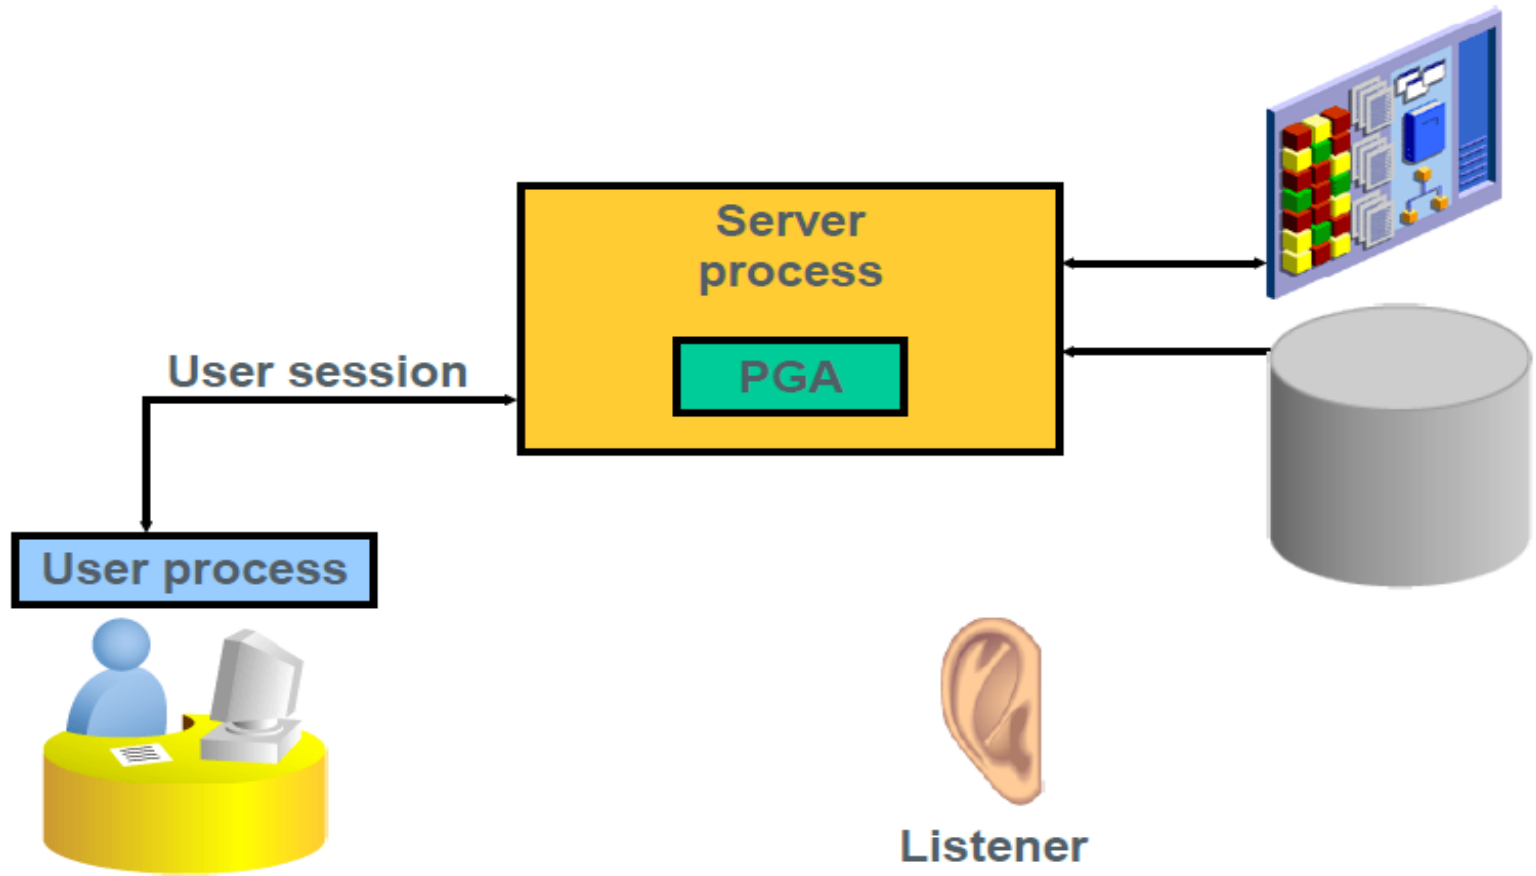 Server
process
PGA
User session
User process
Listener